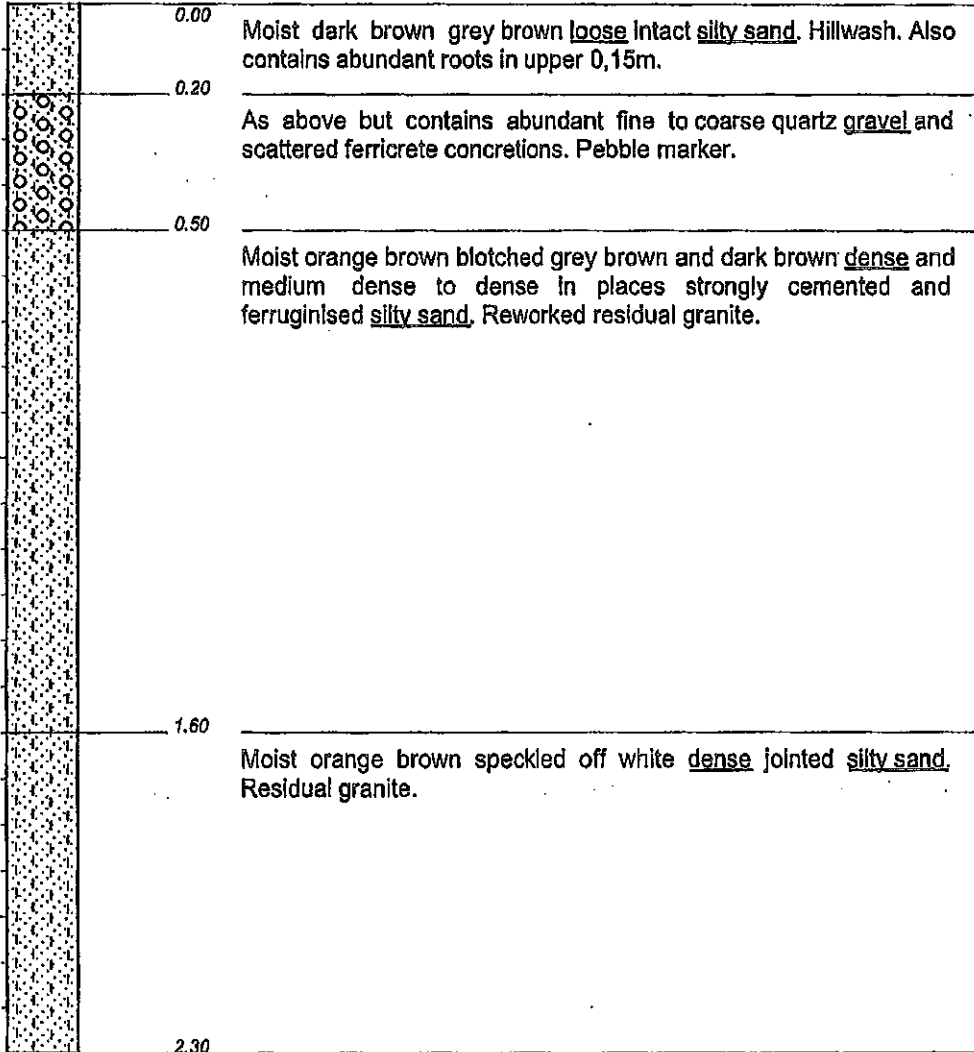 0.00
Moist dark brown grey brown loose intact silty sand. Hillwash. Also
contains abundant roots in upper 0,15m.
0.20
As above but contains abundant fine to coarse quartz gravel and
scattered ferricrete concretions. Pebble marker.
0.50
Moist orange brown blotched grey brown and dark brown dense and
medium dense to dense in places strongly cemented and
ferruginised silty sand. Reworked residual granite.
1.60
Moist orange brown speckled off white dense jointed silty sand.
Residual granite.
2.30